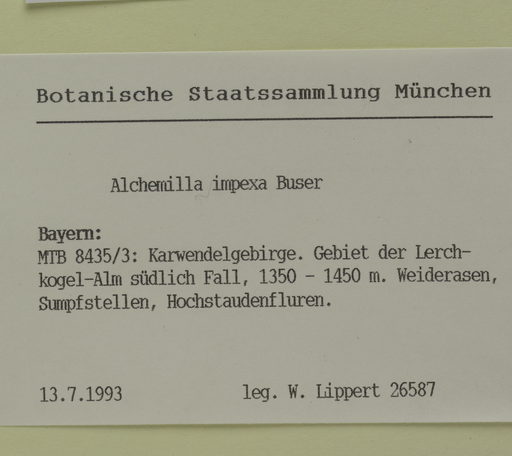 Botanische Staatssammlung München
Alchemilla impexa Buser
Bayern:
MTB 8435/3: Karwendelgebirge. Gebiet der Lerch-
kogel-Alm südlich Fall, 1350 - 1450 m. Weiderasen,
Sumpfstellen, Hochstaudenfluren.
13.7.1993 leg. W. Lippert 26587